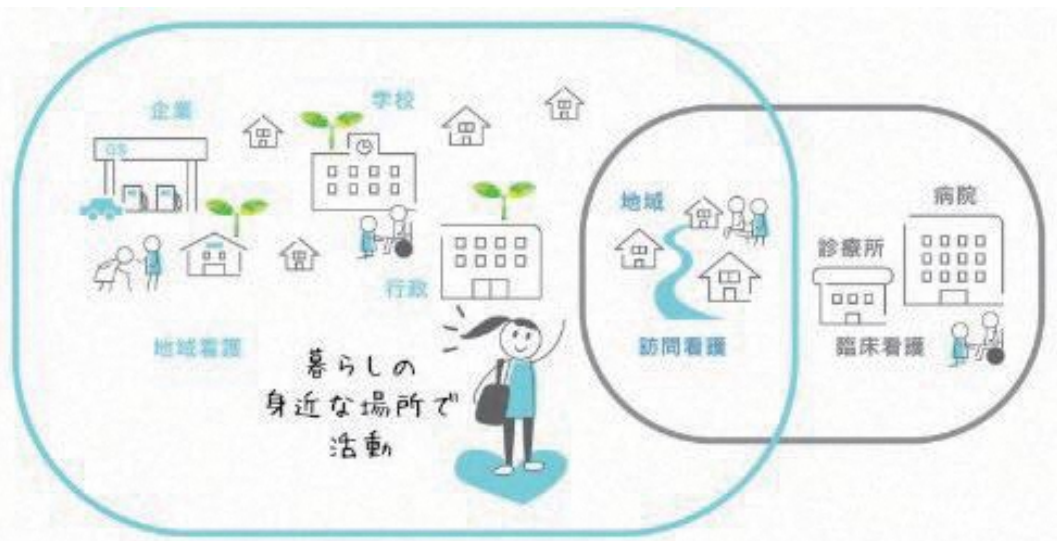 企業
学校
GS
行政
地域看護
暮らしの
身近な場所で
活動
地域
訪問看護
診療所
病院
臨床看護